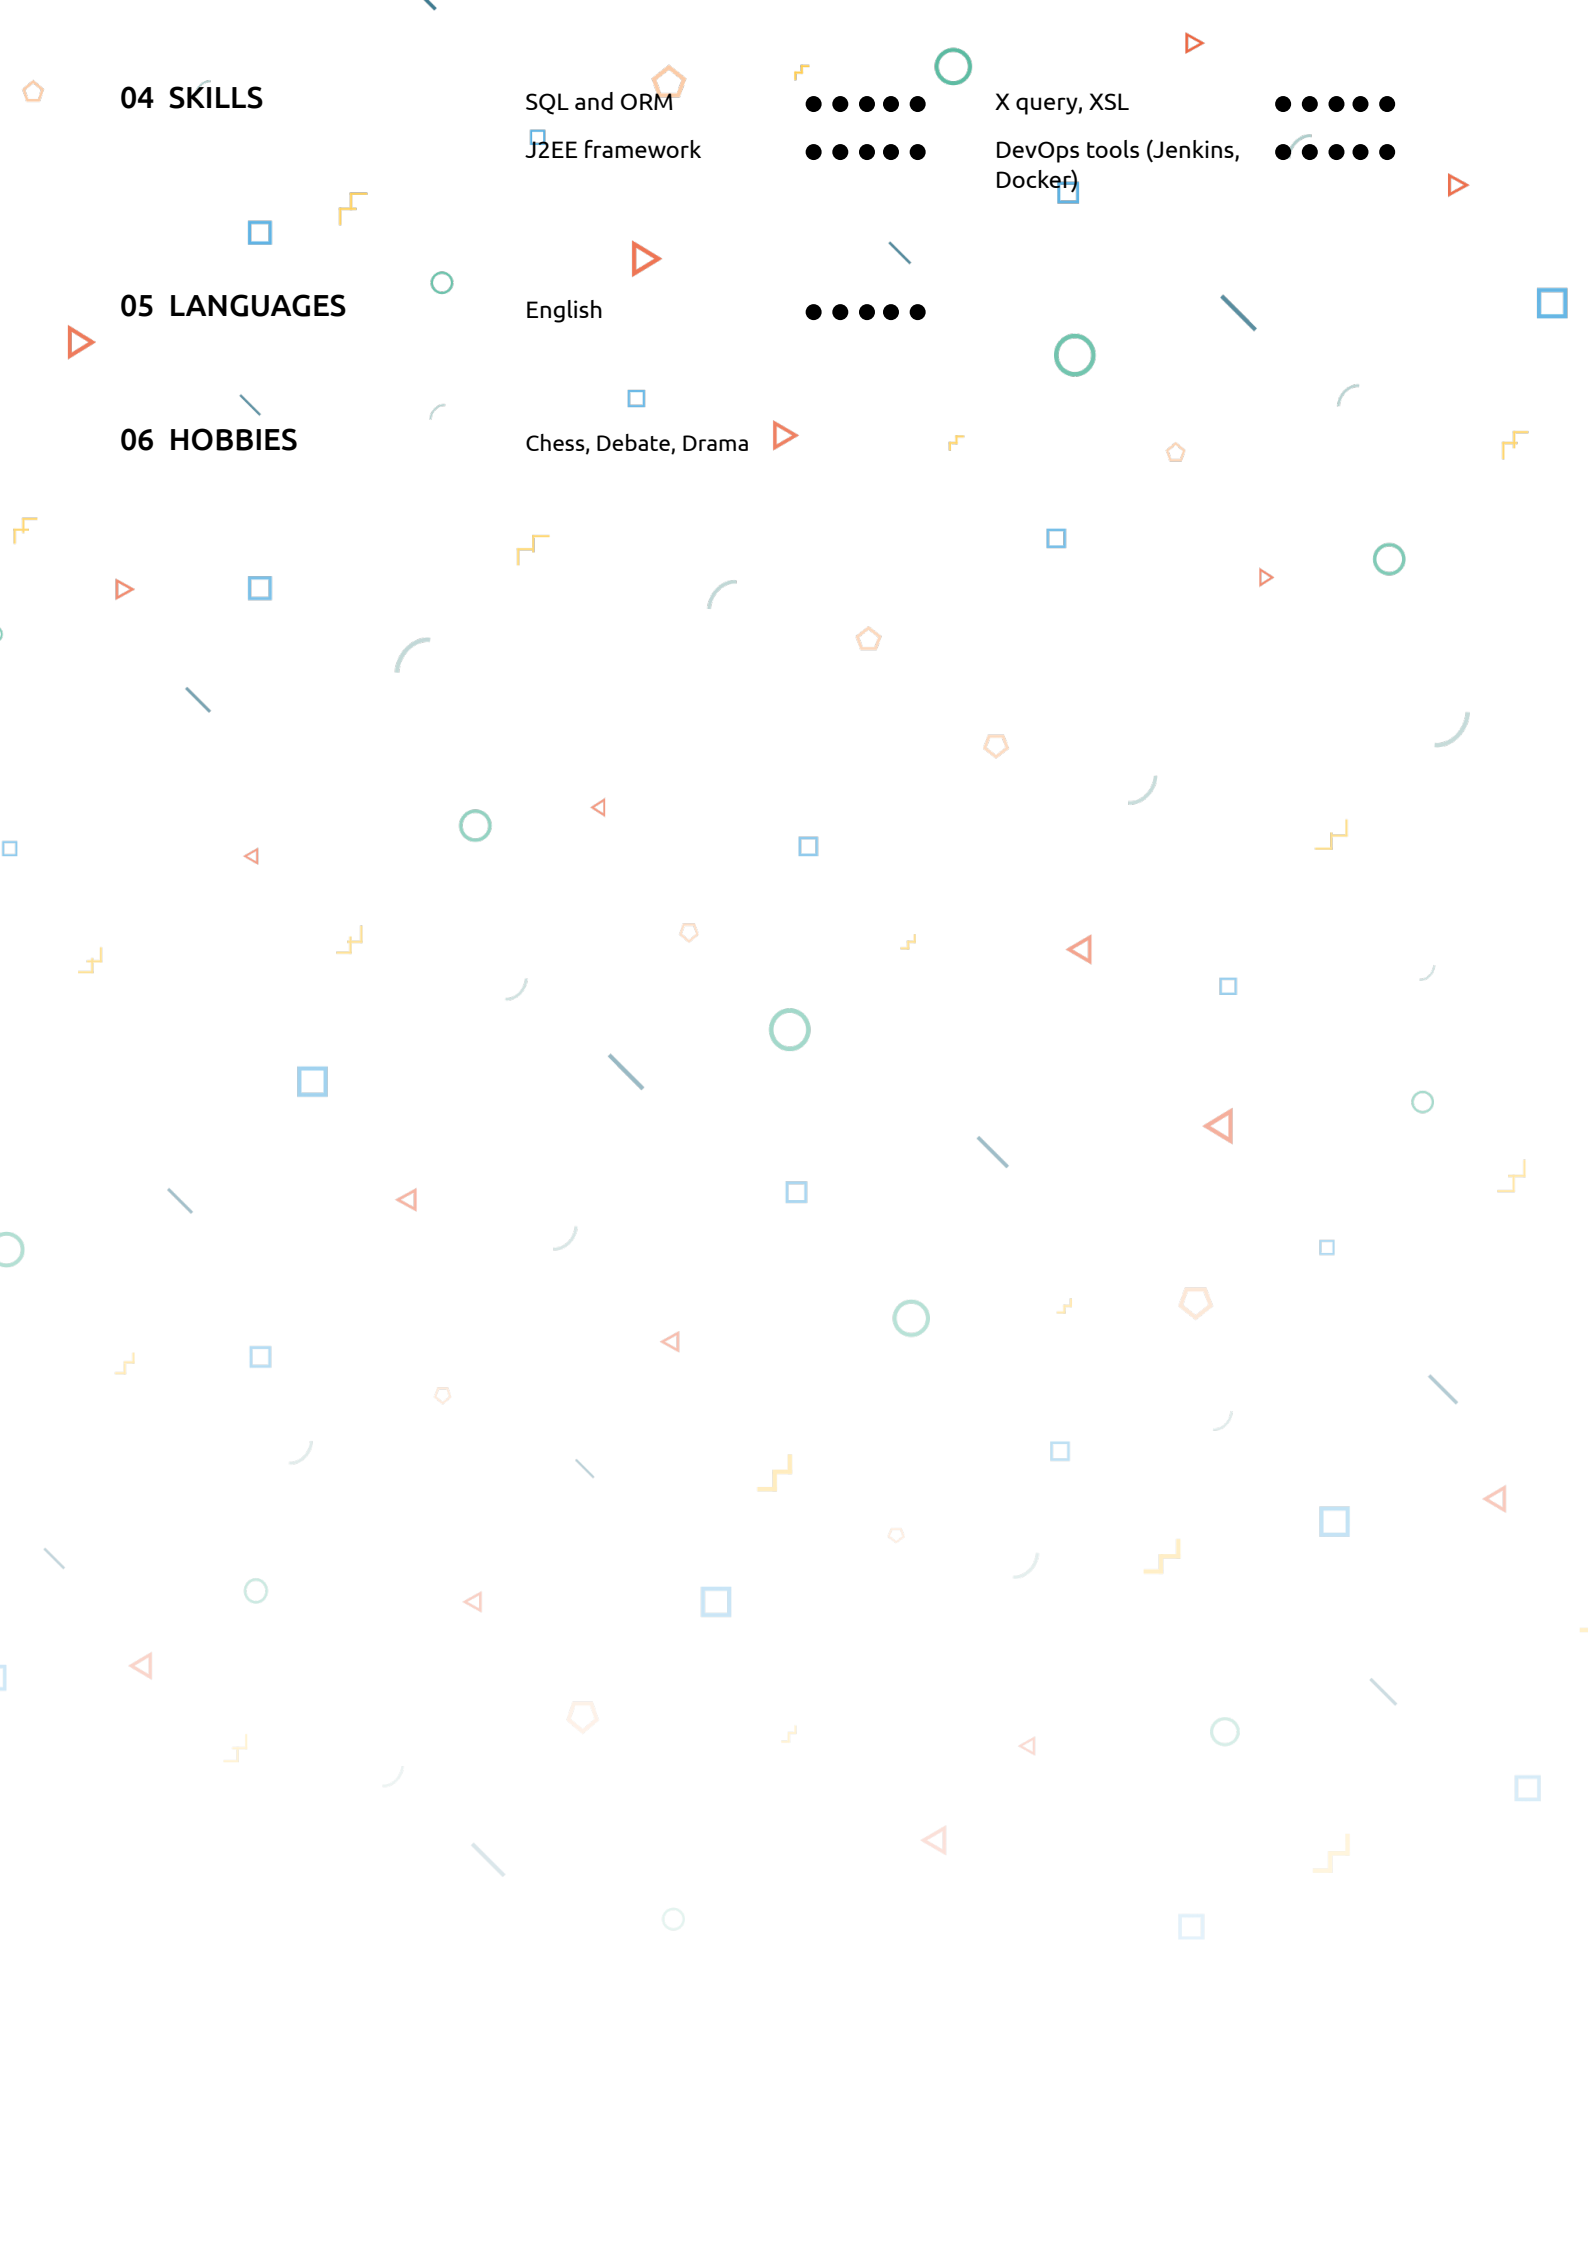 04 SKILLS
SQL and ORM
X query, XSL
J2EE framework
DevOps tools (Jenkins,
Docker)
05 LANGUAGES
English
06 HOBBIES
Chess, Debate, Drama